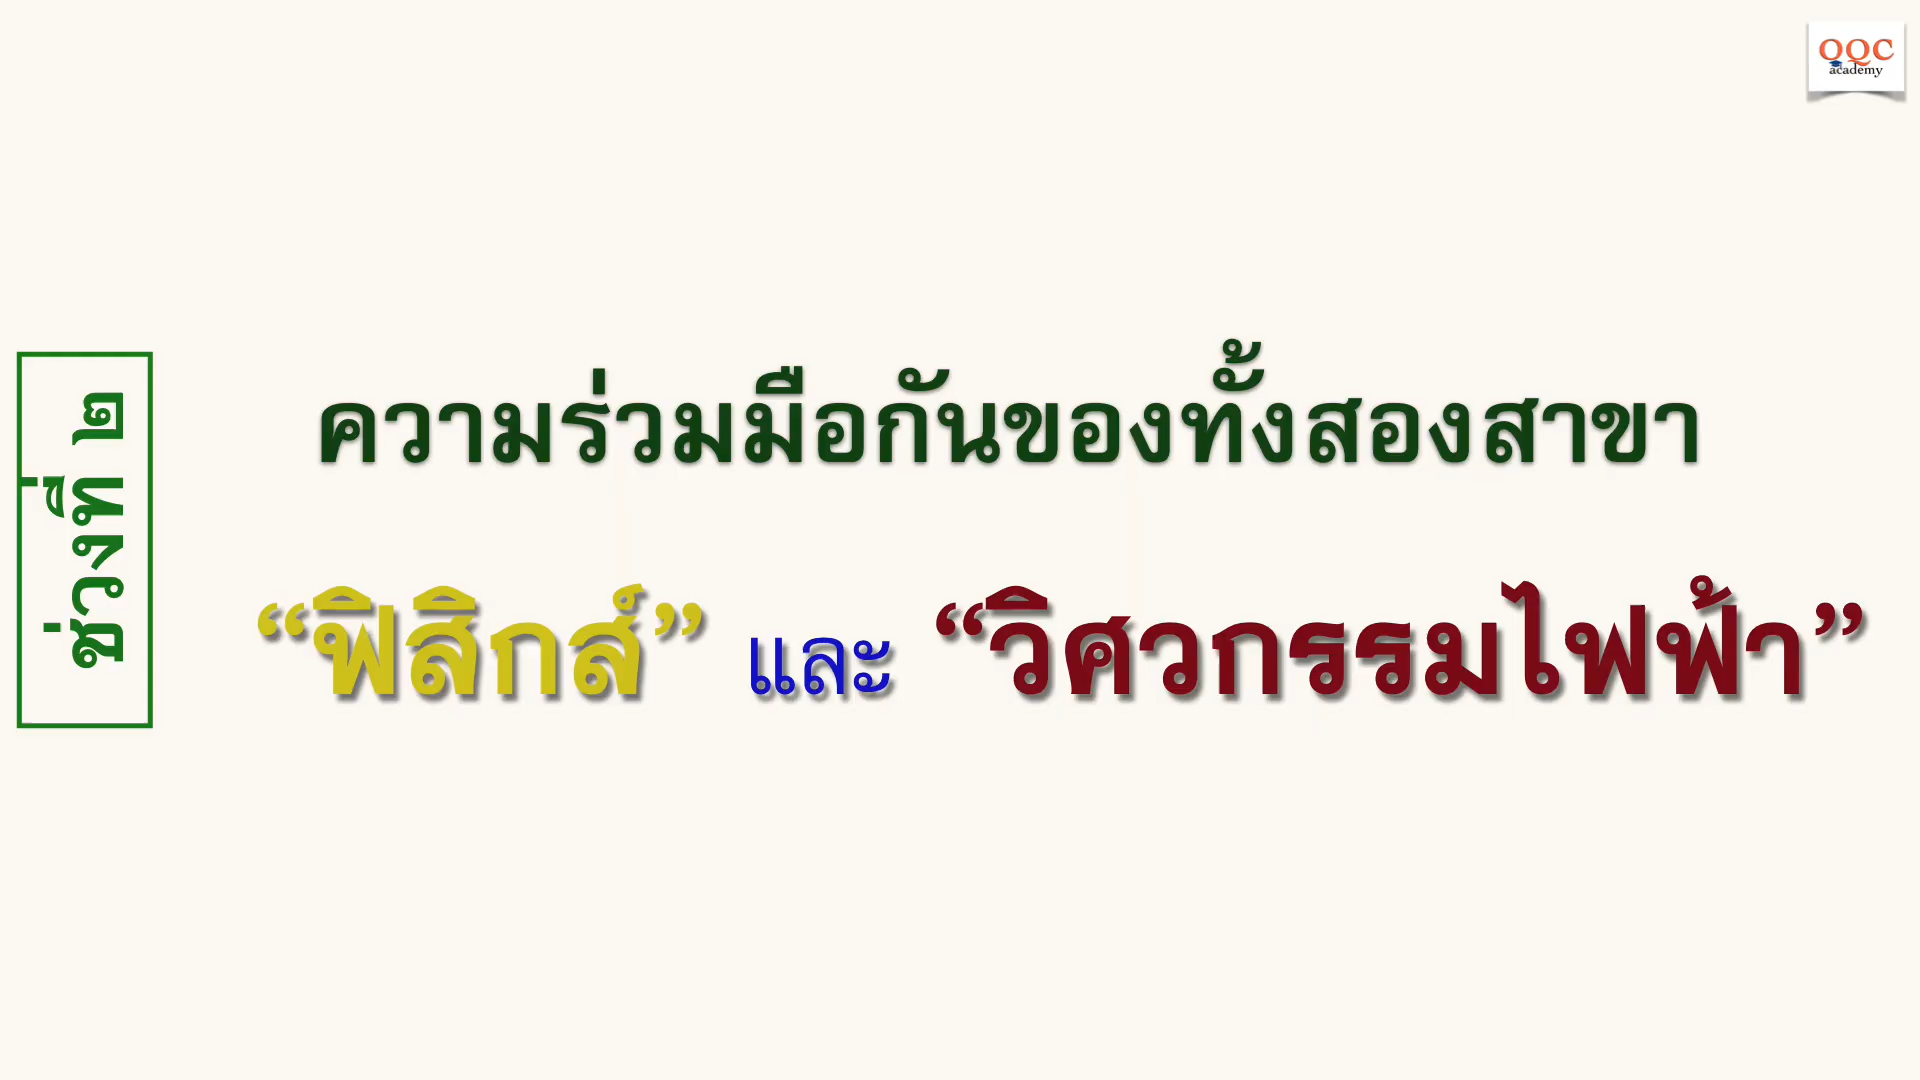 OQC
academy
ช่วงที่ ๒
ความร่วมมือกันของทั้งสองสาขา
“ฟิสิกส์” และ “วิศวกรรมไฟฟ้า”